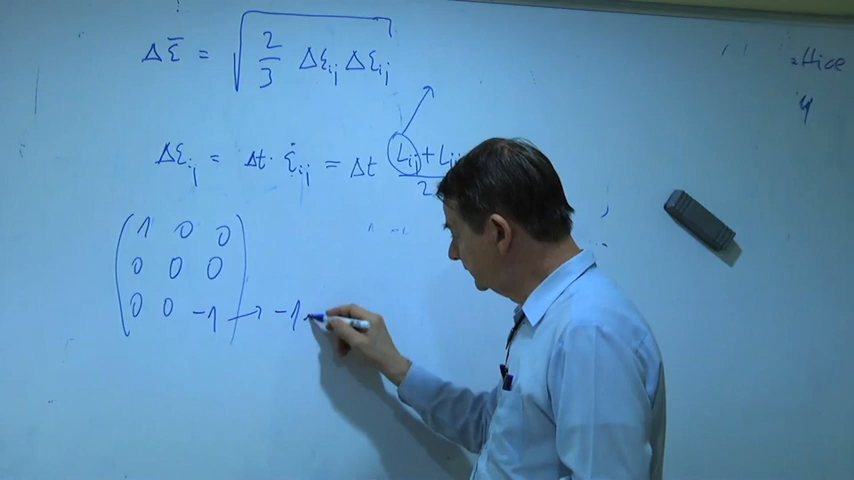 Δε̄ = √(2/3 Δε_ij Δε_ij)
Δε_ij = Δt · ε̇_ij = Δt (L_ij + L_ji)/2
1 0 0
0 0 0
0 0 -1 → -1